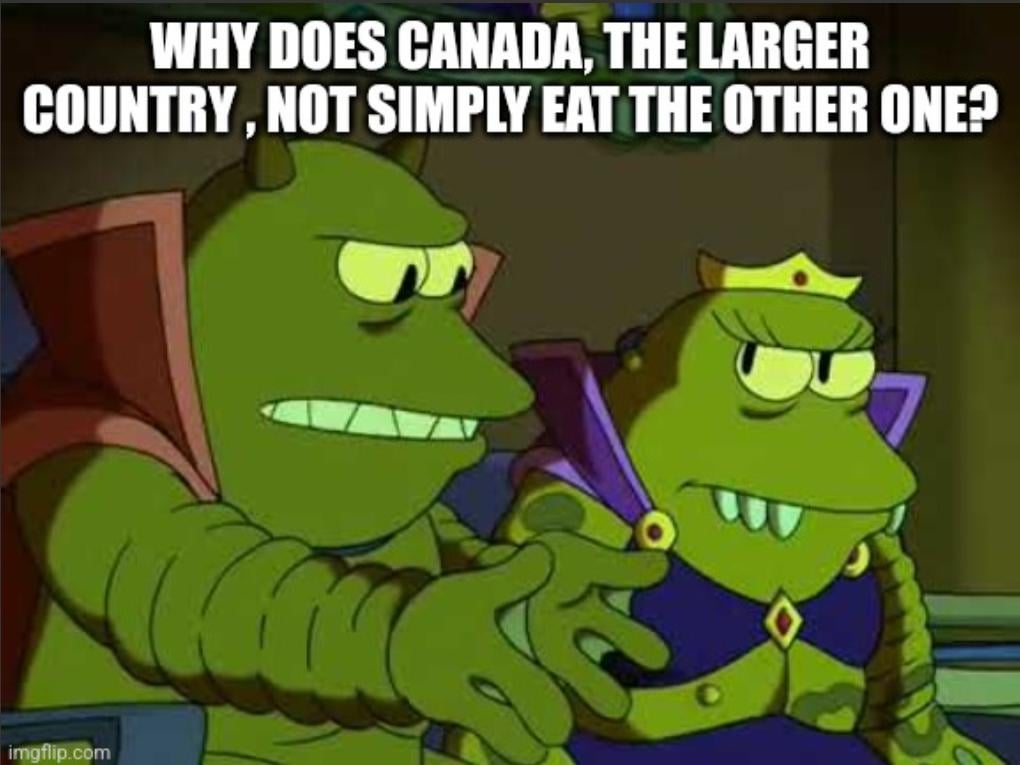 WHY DOES CANADA, THE LARGER
COUNTRY , NOT SIMPLY EAT THE OTHER ONE?
imgflip.com